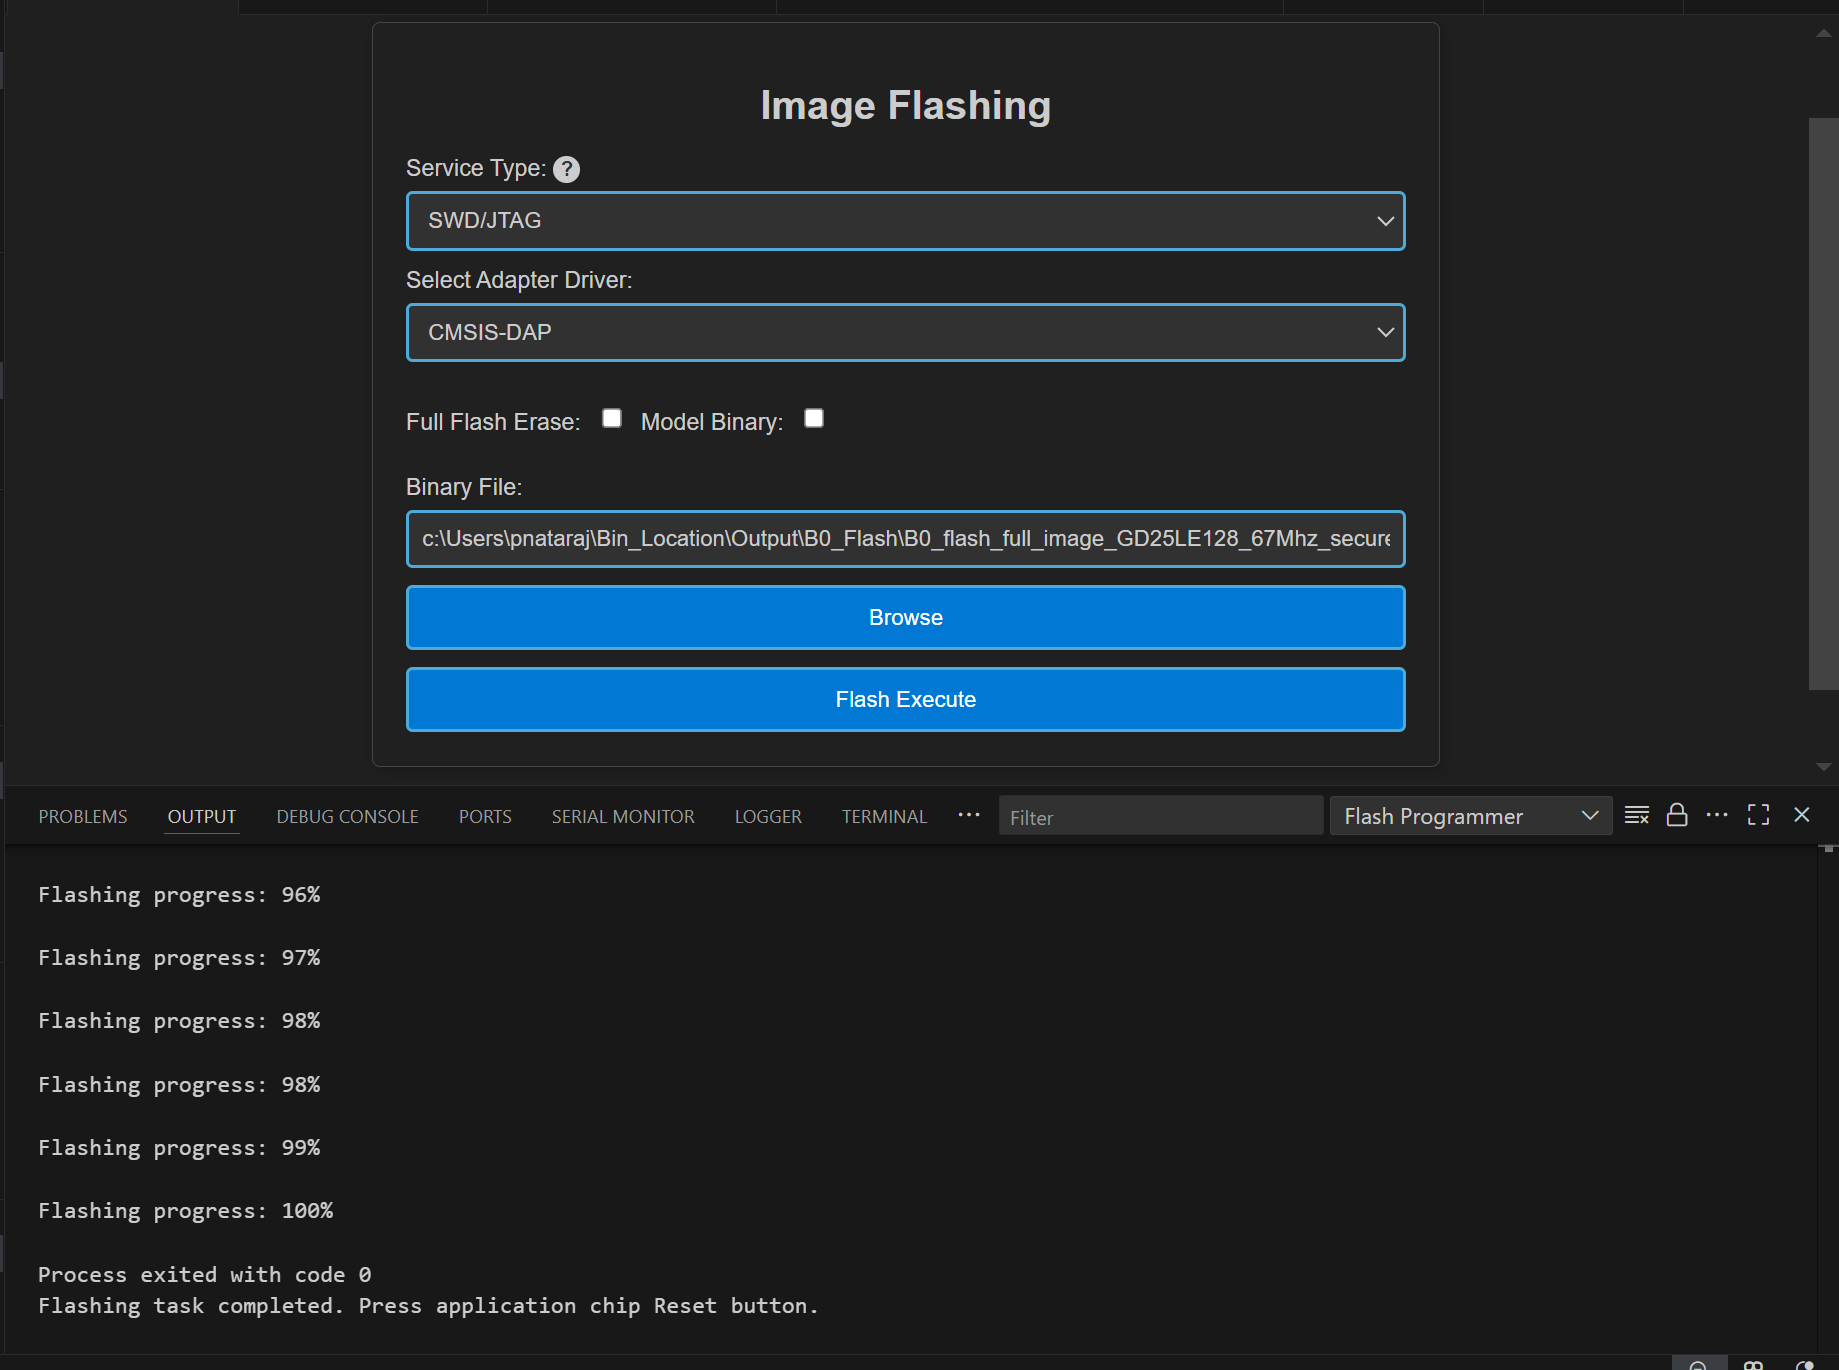 Image Flashing
Service Type: ?
SWD/JTAG
Select Adapter Driver:
CMSIS-DAP
Full Flash Erase: Model Binary:
Binary File:
c:\Users\pnataraj\Bin_Location\Output\B0_Flash\B0_flash_full_image_GD25LE128_67Mhz_secure
Browse
Flash Execute
PROBLEMS OUTPUT DEBUG CONSOLE PORTS SERIAL MONITOR LOGGER TERMINAL ··· Filter Flash Programmer ···
Flashing progress: 96%
Flashing progress: 97%
Flashing progress: 98%
Flashing progress: 98%
Flashing progress: 99%
Flashing progress: 100%
Process exited with code 0
Flashing task completed. Press application chip Reset button.